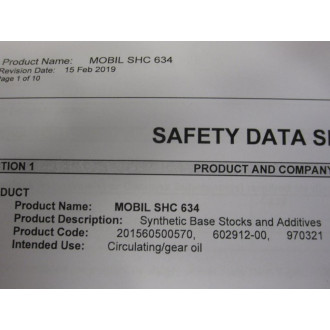 Product Name: MOBIL SHC 634
Revision Date: 15 Feb 2019
Page 1 of 10
SAFETY DATA
TION 1 PRODUCT AND COMPANY
DUCT
Product Name: MOBIL SHC 634
Product Description: Synthetic Base Stocks and Additives
Product Code: 201560500570, 602912-00, 970321
Intended Use: Circulating/gear oil